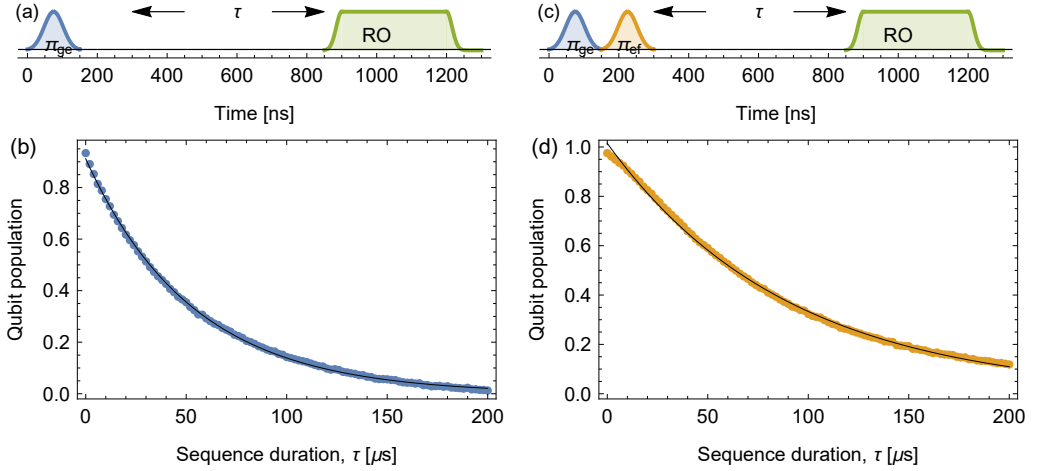 (a) τ
π_ge RO
0 200 400 600 800 1000 1200
Time [ns]
(c) τ
π_ge π_ef RO
0 200 400 600 800 1000 1200
Time [ns]
(b)
Qubit population
0.8
0.6
0.4
0.2
0.0
0 50 100 150 200
Sequence duration, τ [μs]
(d)
Qubit population
1.0
0.8
0.6
0.4
0.2
0.0
0 50 100 150 200
Sequence duration, τ [μs]